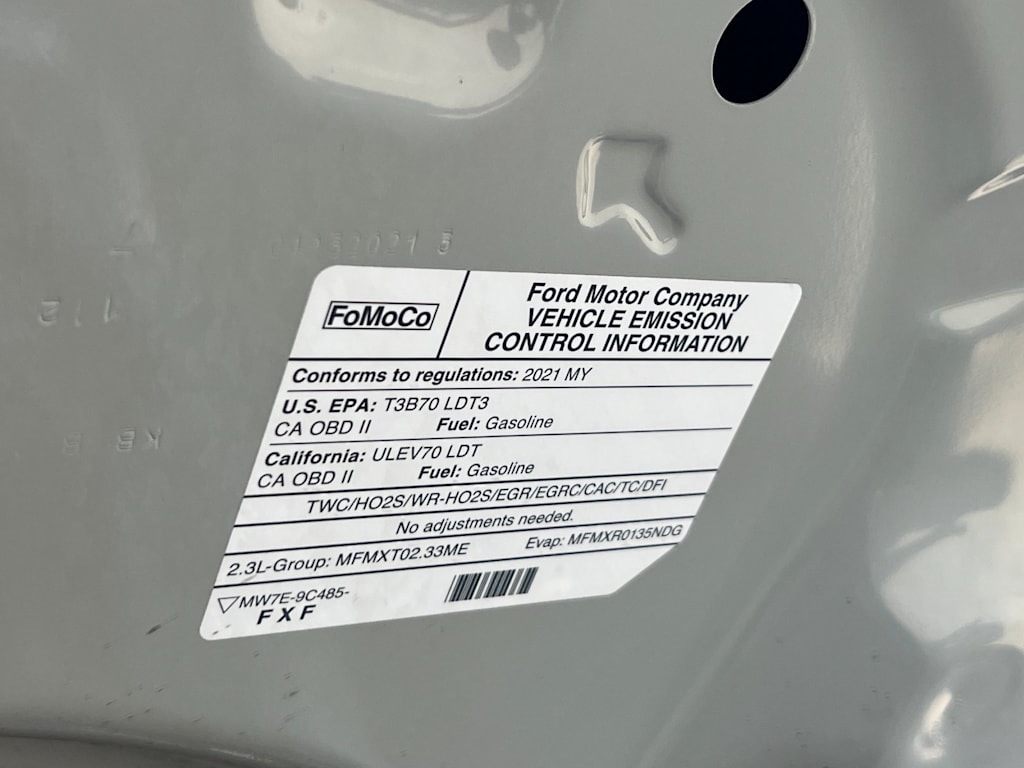 FoMoCo
Ford Motor Company
VEHICLE EMISSION
CONTROL INFORMATION
Conforms to regulations: 2021 MY
U.S. EPA: T3B70 LDT3
CA OBD II Fuel: Gasoline
California: ULEV70 LDT
CA OBD II Fuel: Gasoline
TWC/HO2S/WR-HO2S/EGR/EGRC/CAC/TC/DFI
No adjustments needed.
2.3L-Group: MFMXT02.33ME Evap: MFMXR0135NDG
MW7E-9C485-
F X F